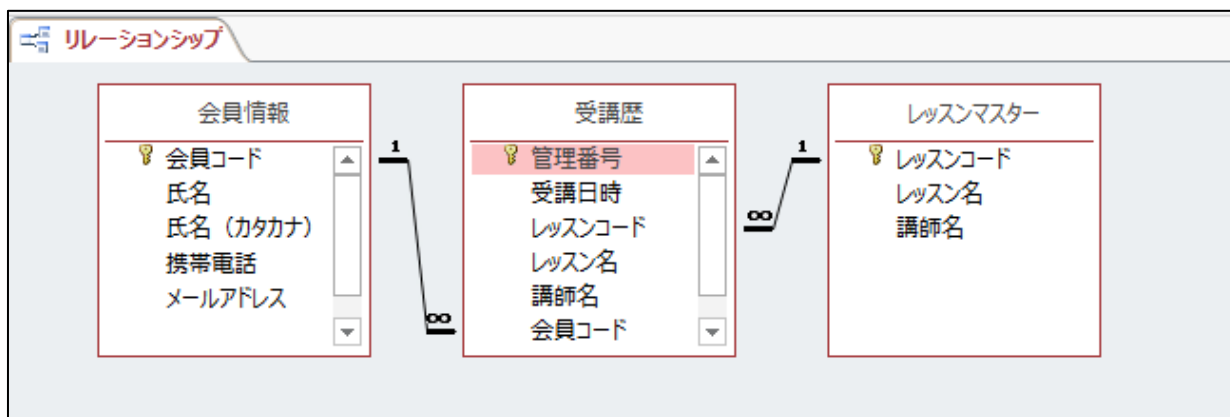 リレーションシップ
会員情報
会員コード
氏名
氏名（カタカナ）
携帯電話
メールアドレス
1
∞
受講歴
管理番号
受講日時
レッスンコード
レッスン名
講師名
会員コード
1
∞
レッスンマスター
レッスンコード
レッスン名
講師名